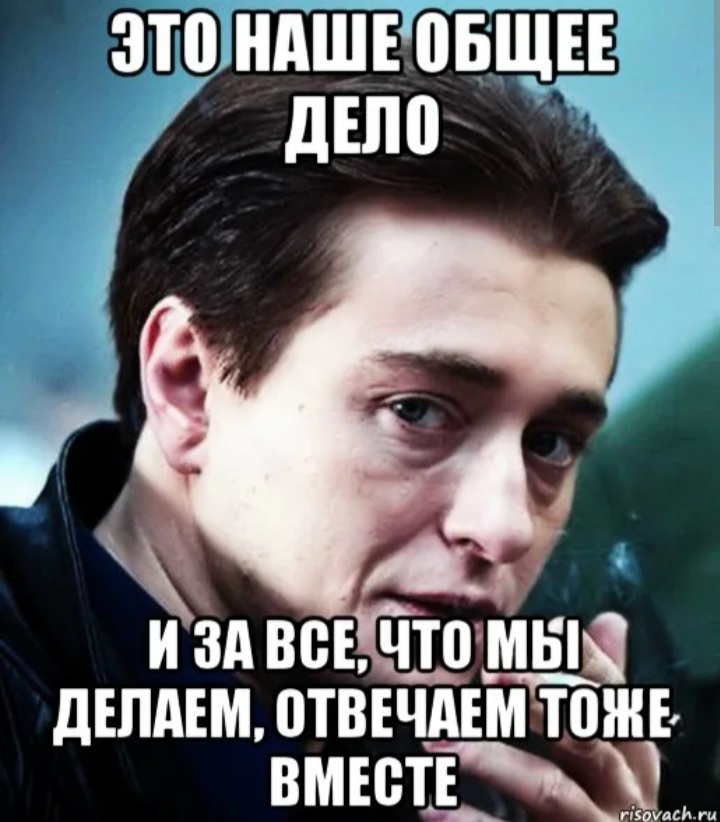 ЭТО НАШЕ ОБЩЕЕ
ДЕЛО
И ЗА ВСЕ, ЧТО МЫ
ДЕЛАЕМ, ОТВЕЧАЕМ ТОЖЕ
ВМЕСТЕ
risovach.ru